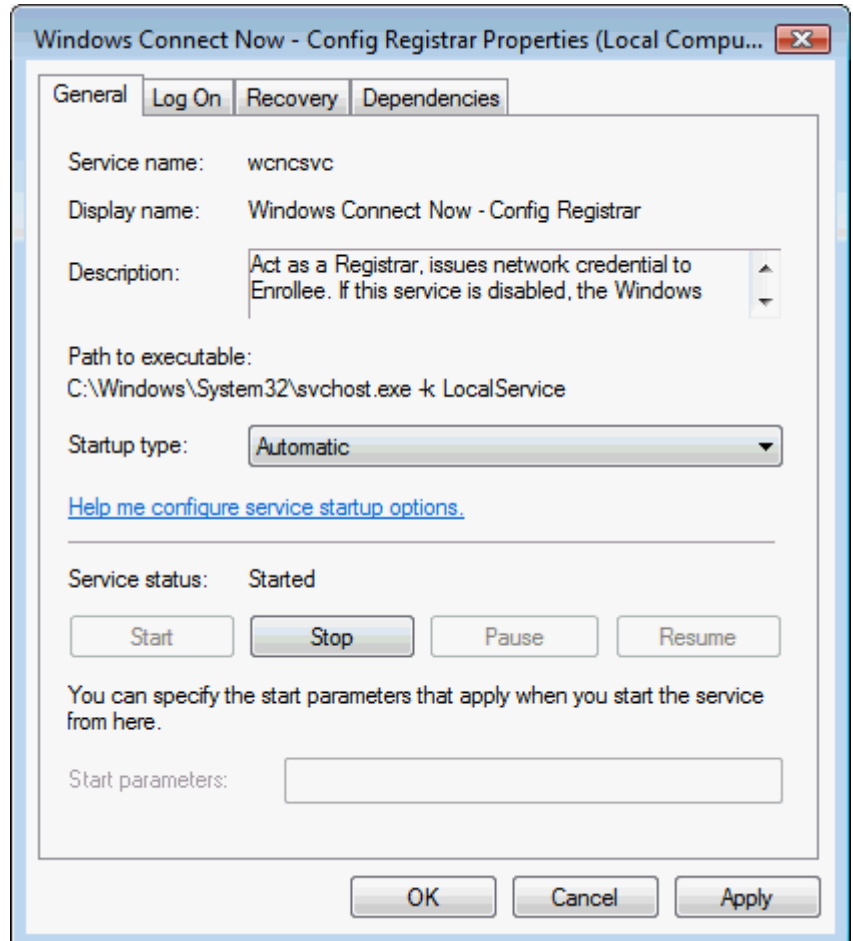 Windows Connect Now - Config Registrar Properties (Local Compu...
General Log On Recovery Dependencies
Service name: wcncsvc
Display name: Windows Connect Now - Config Registrar
Description: Act as a Registrar, issues network credential to
Enrollee. If this service is disabled, the Windows
Path to executable:
C:\Windows\System32\svchost.exe -k LocalService
Startup type: Automatic
Help me configure service startup options.
Service status: Started
Start Stop Pause Resume
You can specify the start parameters that apply when you start the service
from here.
Start parameters:
OK Cancel Apply